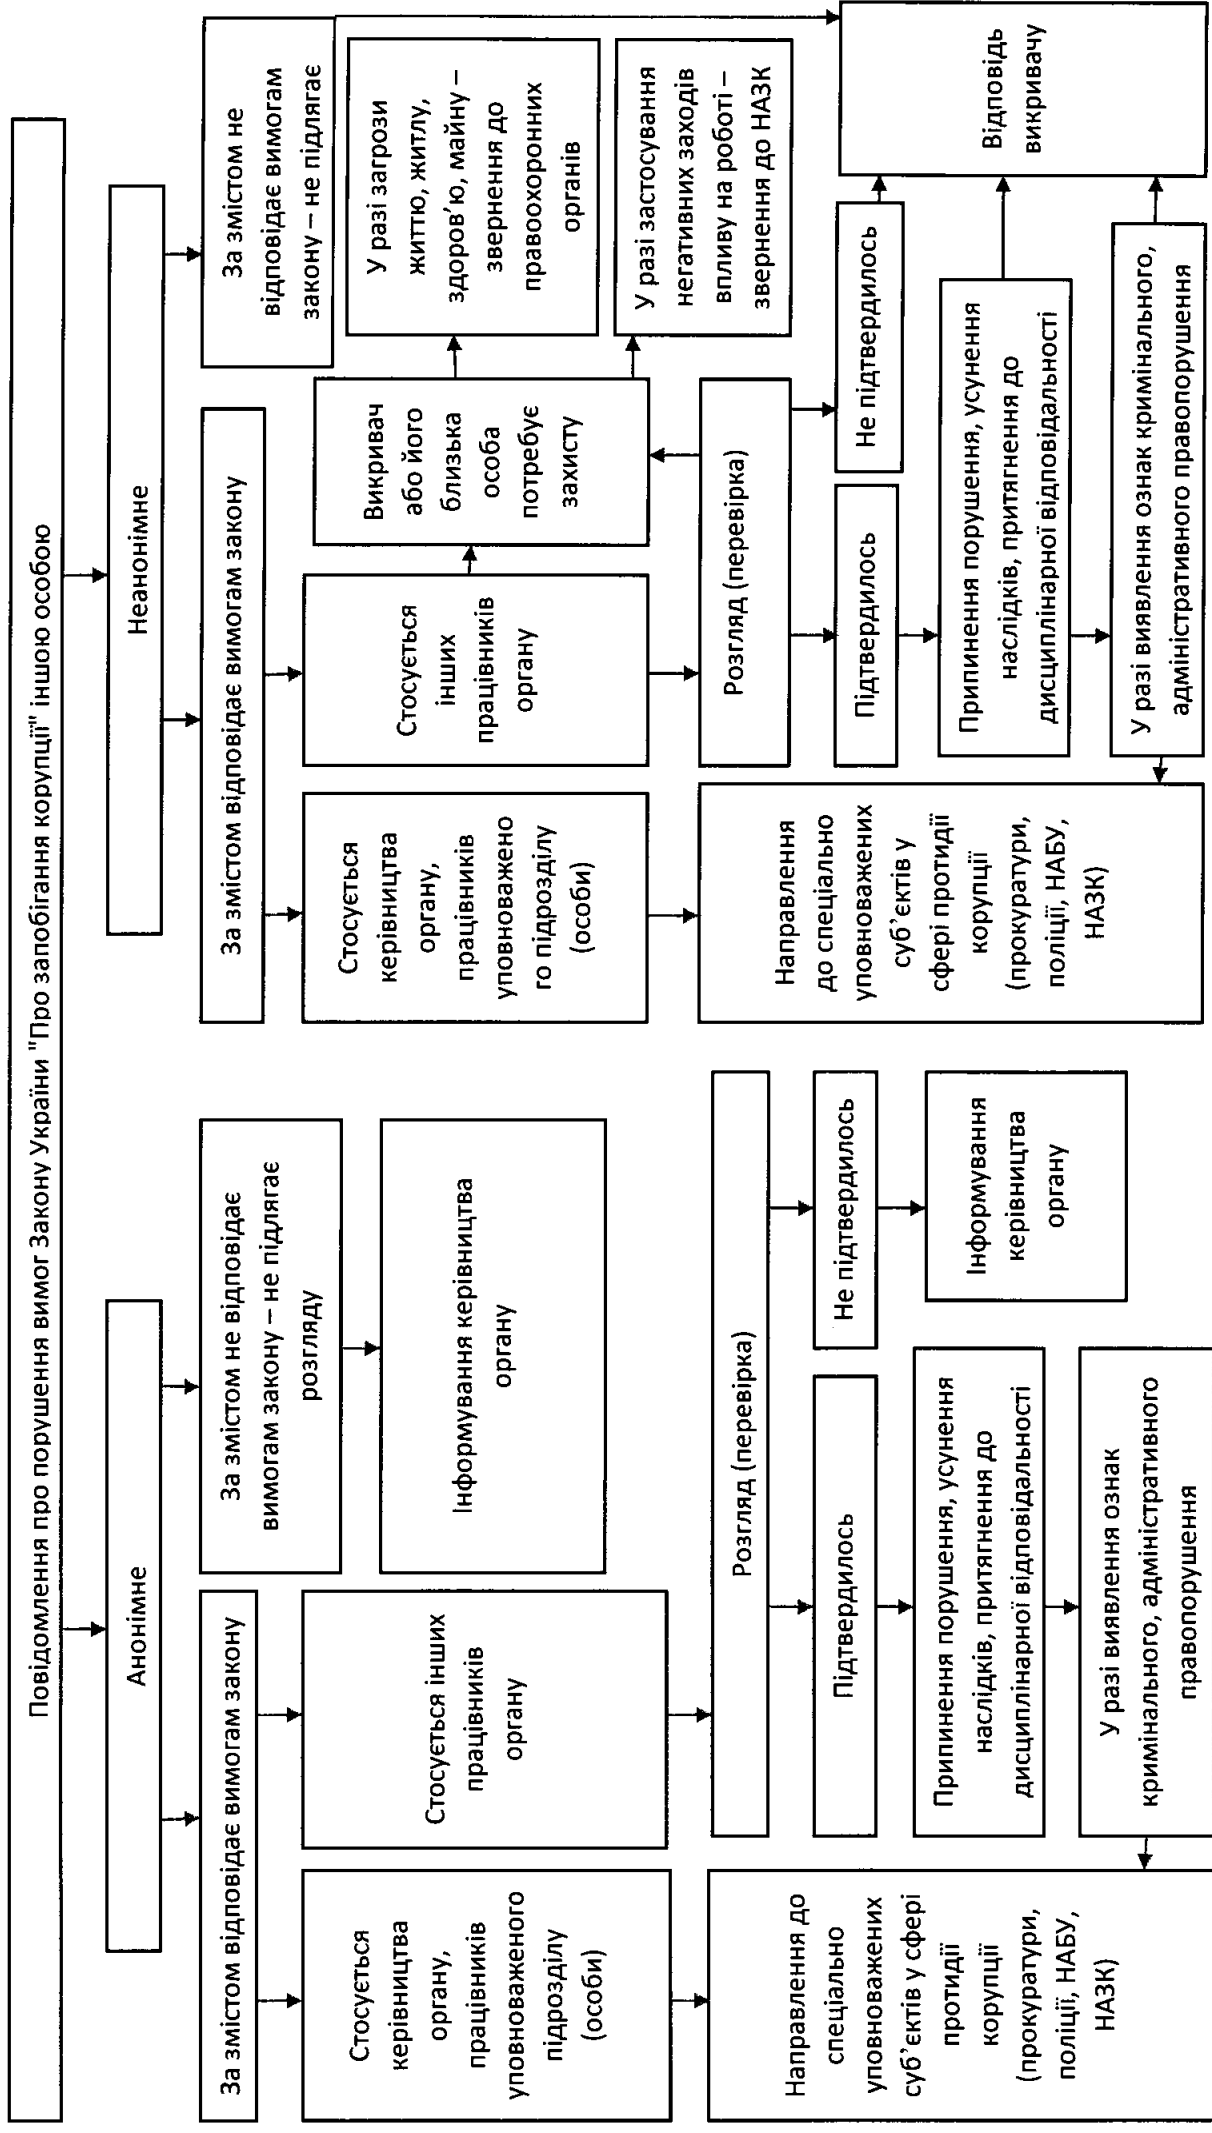 Повідомлення про порушення вимог Закону України "Про запобігання корупції" іншою особою
Анонімне
Неанонімне
За змістом відповідає вимогам закону
За змістом не відповідає
вимогам закону – не підлягає
розгляду
За змістом відповідає вимогам закону
За змістом не
відповідає вимогам
закону – не підлягає
Стосується
керівництва
органу,
працівників
уповноваженого
підрозділу
(особи)
Стосується інших
працівників
органу
Інформування керівництва
органу
Стосується
керівництва
органу,
працівників
уповноважено
го підрозділу
(особи)
Стосується
інших
працівників
органу
Викривач
або його
близька
особа
потребує
захисту
У разі загрози
життю, житлу,
здоров'ю, майну –
звернення до
правоохоронних
органів
У разі застосування
негативних заходів
впливу на роботі –
звернення до НАЗК
Направлення до
спеціально
уповноважених
суб'єктів у сфері
протидії
корупції
(прокуратури,
поліції, НАБУ,
НАЗК)
Розгляд (перевірка)
Підтвердилось
Не підтвердилось
Припинення порушення, усунення
наслідків, притягнення до
дисциплінарної відповідальності
Інформування
керівництва
органу
У разі виявлення ознак
кримінального, адміністративного
правопорушення
Направлення
до спеціально
уповноважених
суб'єктів у
сфері протидії
корупції
(прокуратури,
поліції, НАБУ,
НАЗК)
Розгляд (перевірка)
Підтвердилось
Не підтвердилось
Припинення порушення, усунення
наслідків, притягнення до
дисциплінарної відповідальності
У разі виявлення ознак кримінального,
адміністративного правопорушення
Відповідь
викривачу